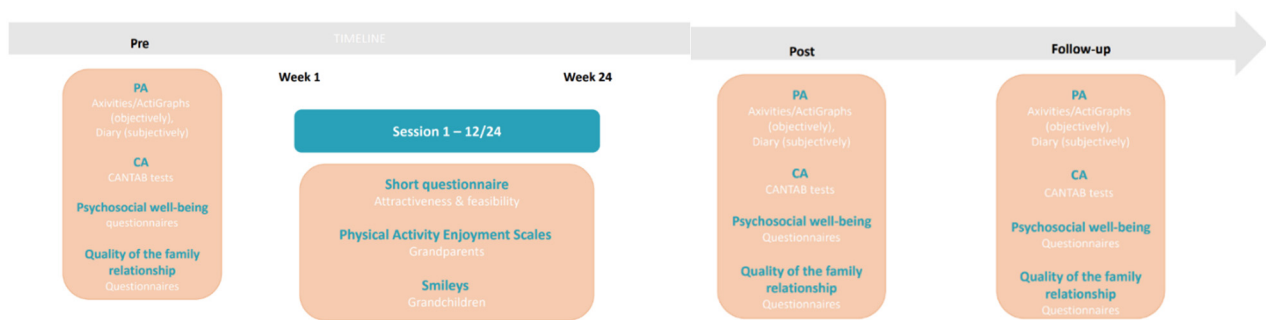 TIMELINE
Pre
PA
Axivities/ActiGraphs
(objectively),
Diary (subjectively)
CA
CANTAB tests
Psychosocial well-being
questionnaires
Quality of the family
relationship
Questionnaires
Week 1
Week 24
Session 1 – 12/24
Short questionnaire
Attractiveness & feasibility
Physical Activity Enjoyment Scales
Grandparents
Smileys
Grandchildren
Post
PA
Axivities/ActiGraphs
(objectively),
Diary (subjectively)
CA
CANTAB tests
Psychosocial well-being
Questionnaires
Quality of the family
relationship
Questionnaires
Follow-up
PA
Axivities/ActiGraphs
(objectively),
Diary (subjectively)
CA
CANTAB tests
Psychosocial well-being
Questionnaires
Quality of the family
relationship
Questionnaires